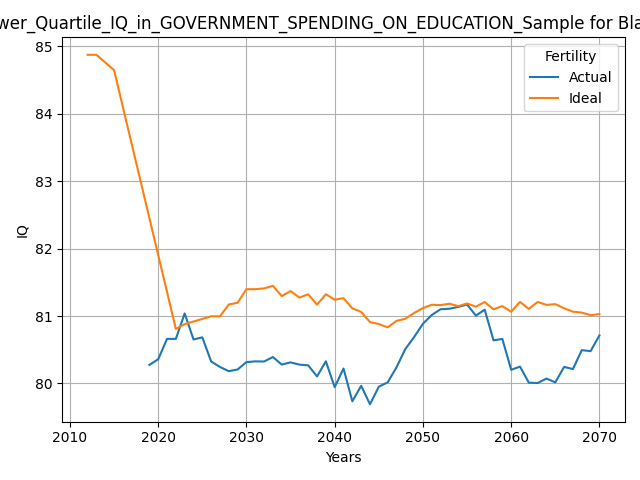 wer_Quartile_IQ_in_GOVERNMENT_SPENDING_ON_EDUCATION_Sample for Bla
Fertility
Actual
Ideal
85
84
83
82
81
80
IQ
2010 2020 2030 2040 2050 2060 2070
Years